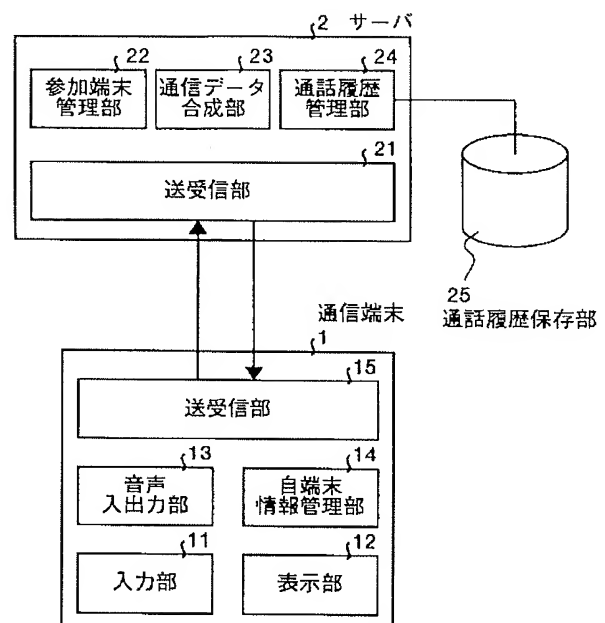 2 サーバ
22
23
24
参加端末
管理部
通信データ
合成部
通話履歴
管理部
21
送受信部
25
通話履歴保存部
通信端末
1
15
送受信部
13
音声
入出力部
14
自端末
情報管理部
11
入力部
12
表示部